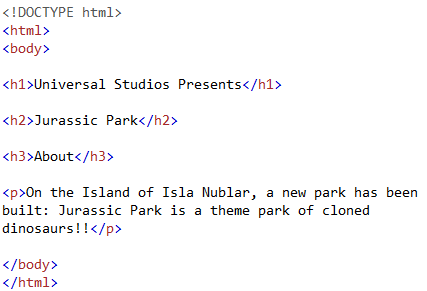 <!DOCTYPE html>
<html>
<body>
<h1>Universal Studios Presents</h1>
<h2>Jurassic Park</h2>
<h3>About</h3>
<p>On the Island of Isla Nublar, a new park has been
built: Jurassic Park is a theme park of cloned
dinosaurs!!</p>
</body>
</html>